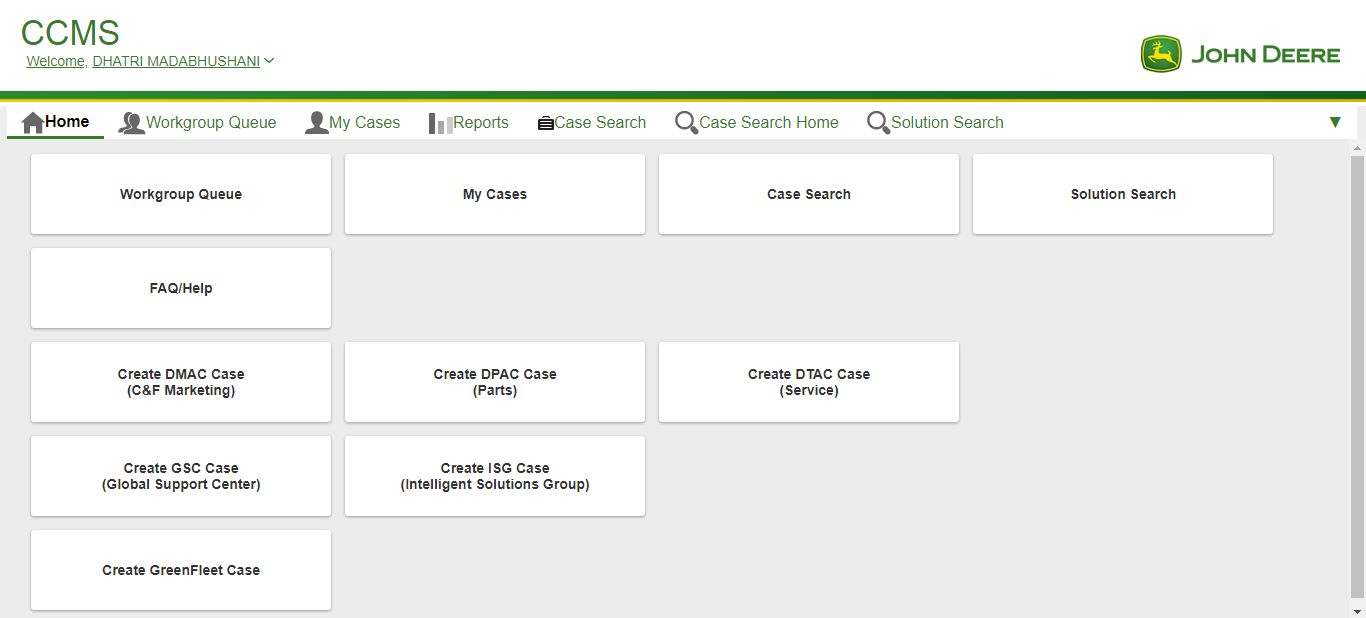 CCMS
Welcome, DHATRI MADABHUSHANI
JOHN DEERE
Home Workgroup Queue My Cases Reports Case Search Case Search Home Solution Search
Workgroup Queue My Cases Case Search Solution Search
FAQ/Help
Create DMAC Case Create DPAC Case Create DTAC Case
(C&F Marketing) (Parts) (Service)
Create GSC Case Create ISG Case
(Global Support Center) (Intelligent Solutions Group)
Create GreenFleet Case